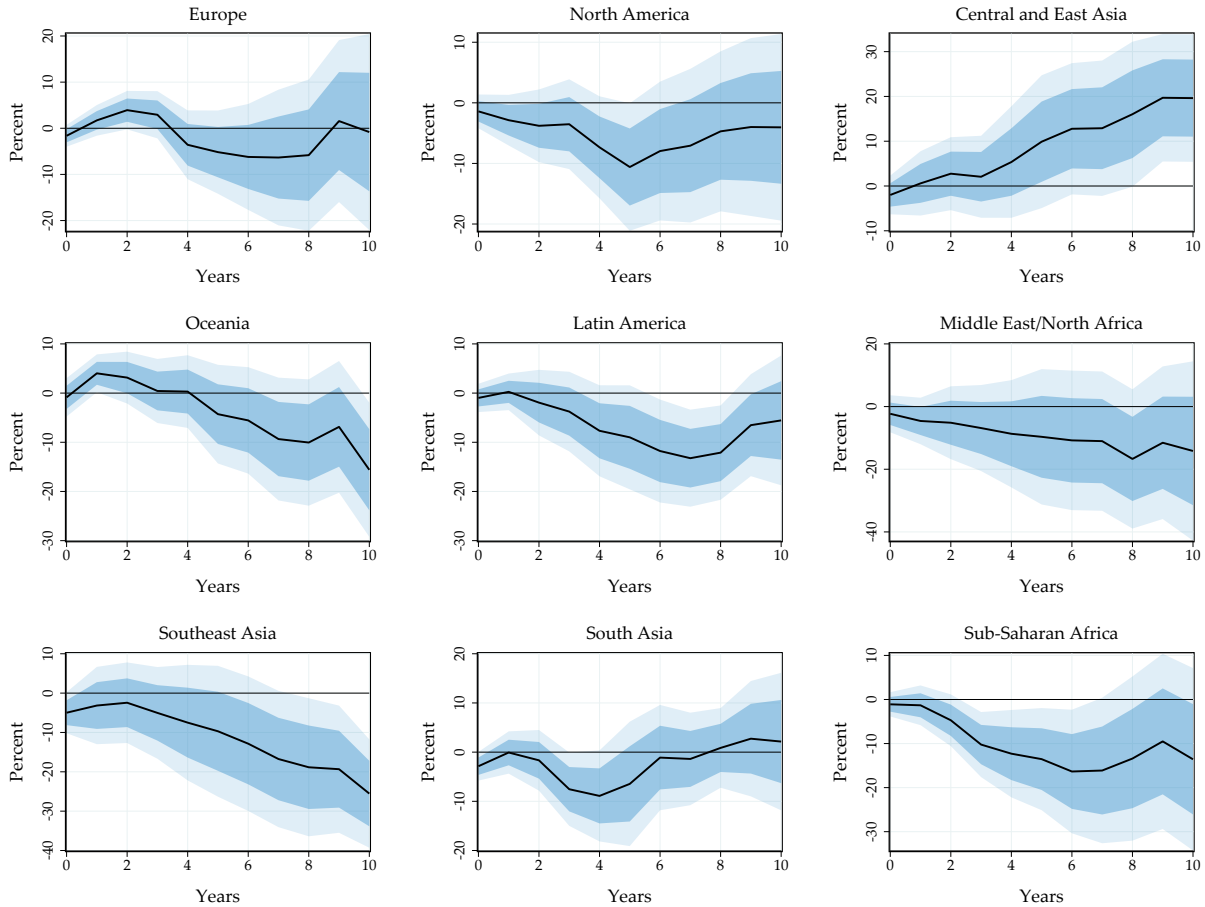 Europe
Percent
20
10
0
-10
-20
0 2 4 6 8 10
Years
North America
Percent
10
0
-10
-20
0 2 4 6 8 10
Years
Central and East Asia
Percent
30
20
10
0
-10
0 2 4 6 8 10
Years
Oceania
Percent
10
0
-10
-20
-30
0 2 4 6 8 10
Years
Latin America
Percent
10
0
-10
-20
-30
0 2 4 6 8 10
Years
Middle East/North Africa
Percent
20
0
-20
-40
0 2 4 6 8 10
Years
Southeast Asia
Percent
10
0
-10
-20
-30
-40
0 2 4 6 8 10
Years
South Asia
Percent
20
10
0
-10
-20
0 2 4 6 8 10
Years
Sub-Saharan Africa
Percent
10
0
-10
-20
-30
0 2 4 6 8 10
Years